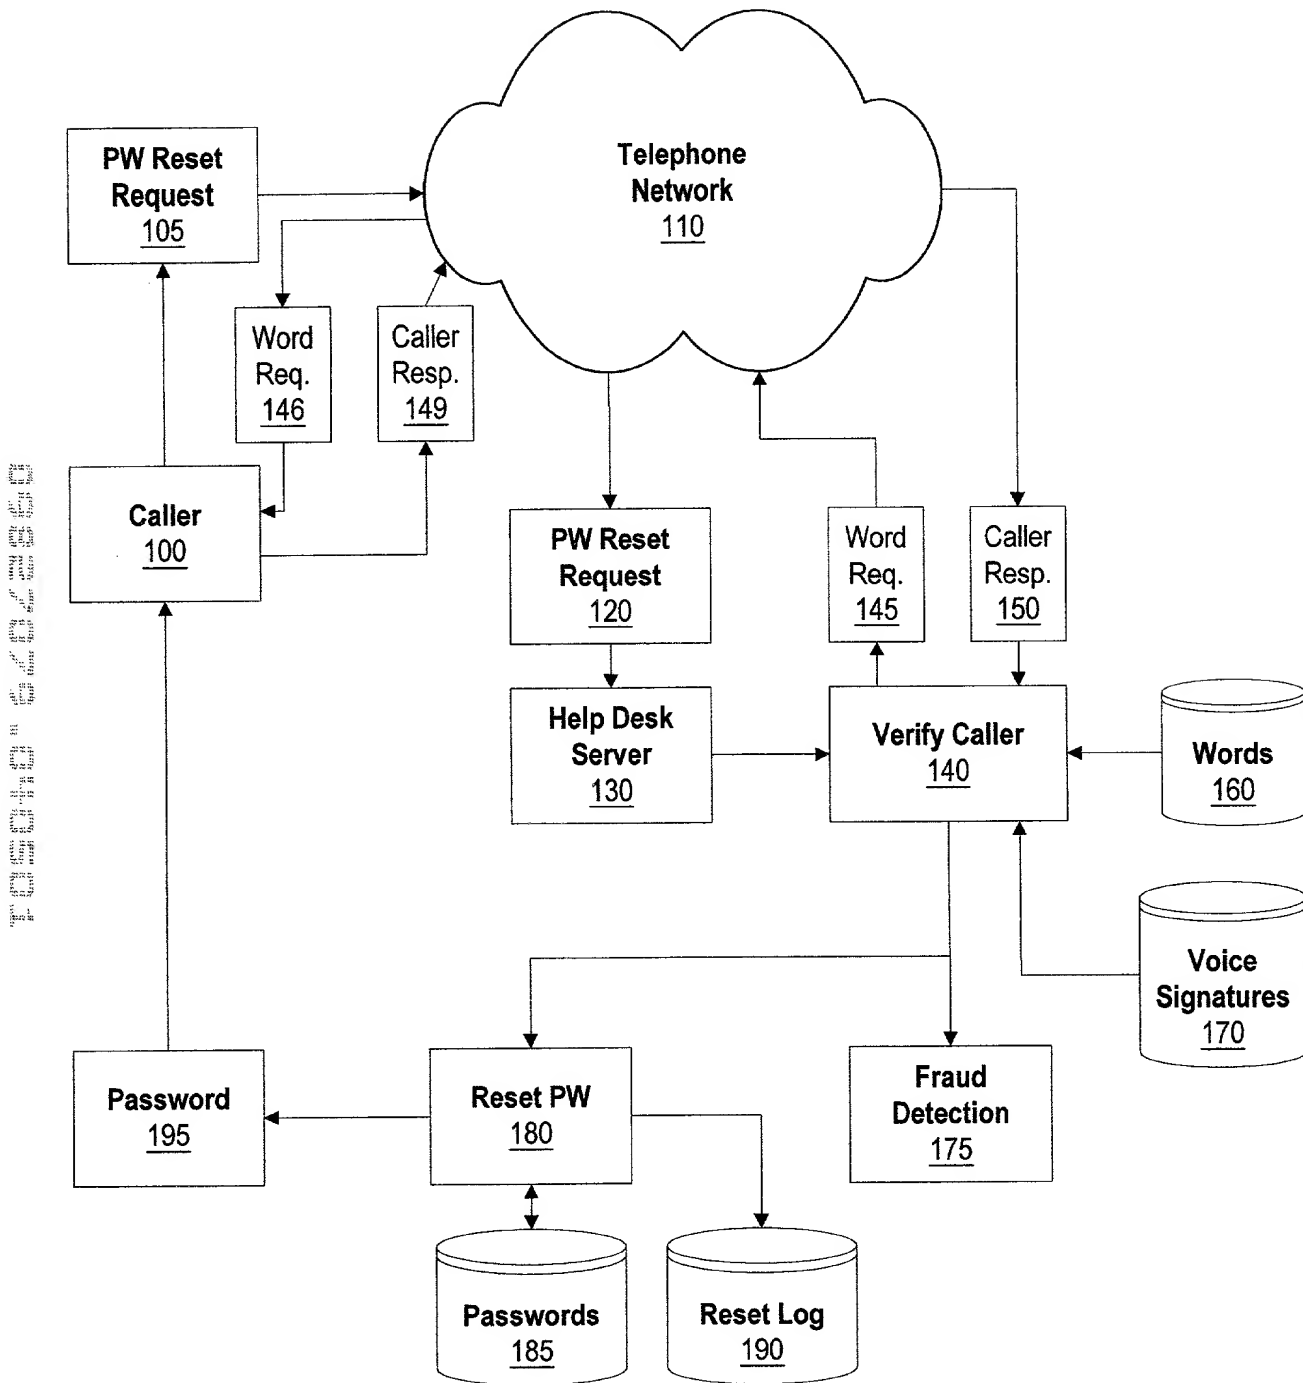 Telephone
Network
110
PW Reset
Request
105
Word
Req.
146
Caller
Resp.
149
Caller
100
PW Reset
Request
120
Word
Req.
145
Caller
Resp.
150
Help Desk
Server
130
Verify Caller
140
Words
160
Voice
Signatures
170
Password
195
Reset PW
180
Fraud
Detection
175
Passwords
185
Reset Log
190